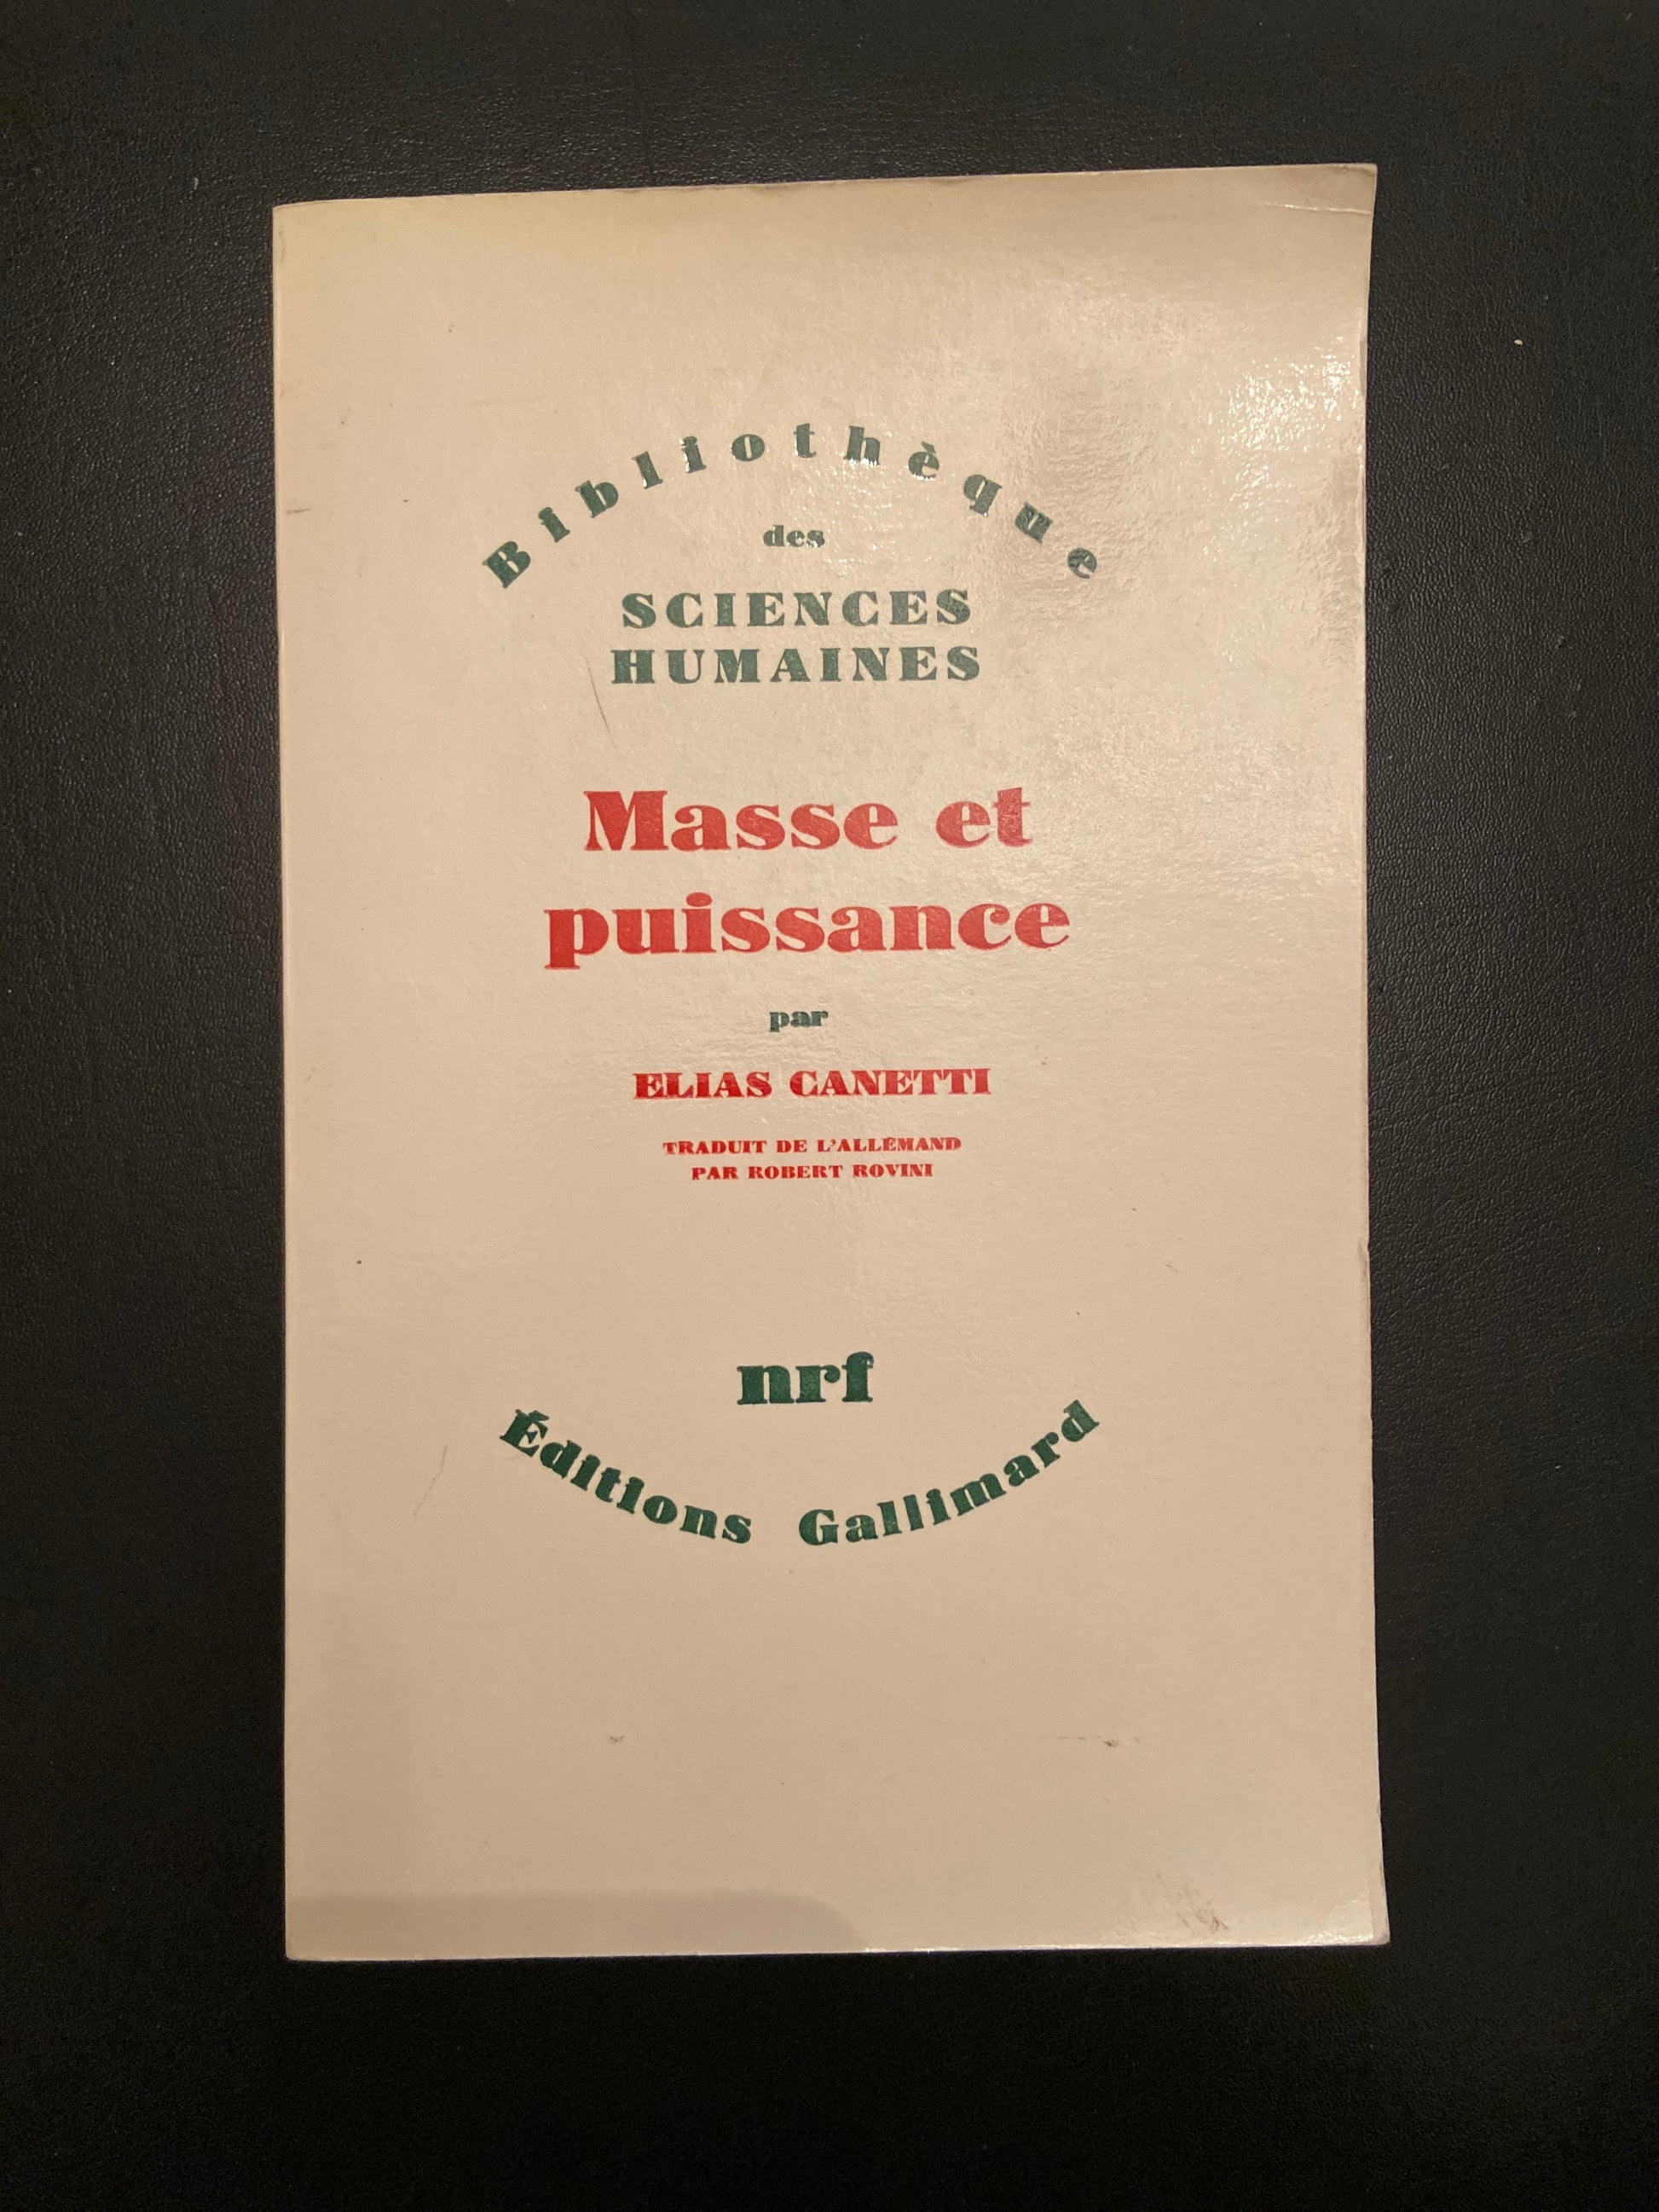 Bibliothèque
des
SCIENCES
HUMAINES
Masse et
puissance
par
ELIAS CANETTI
TRADUIT DE L'ALLEMAND
PAR ROBERT ROVINI
nrf
Éditions Gallimard